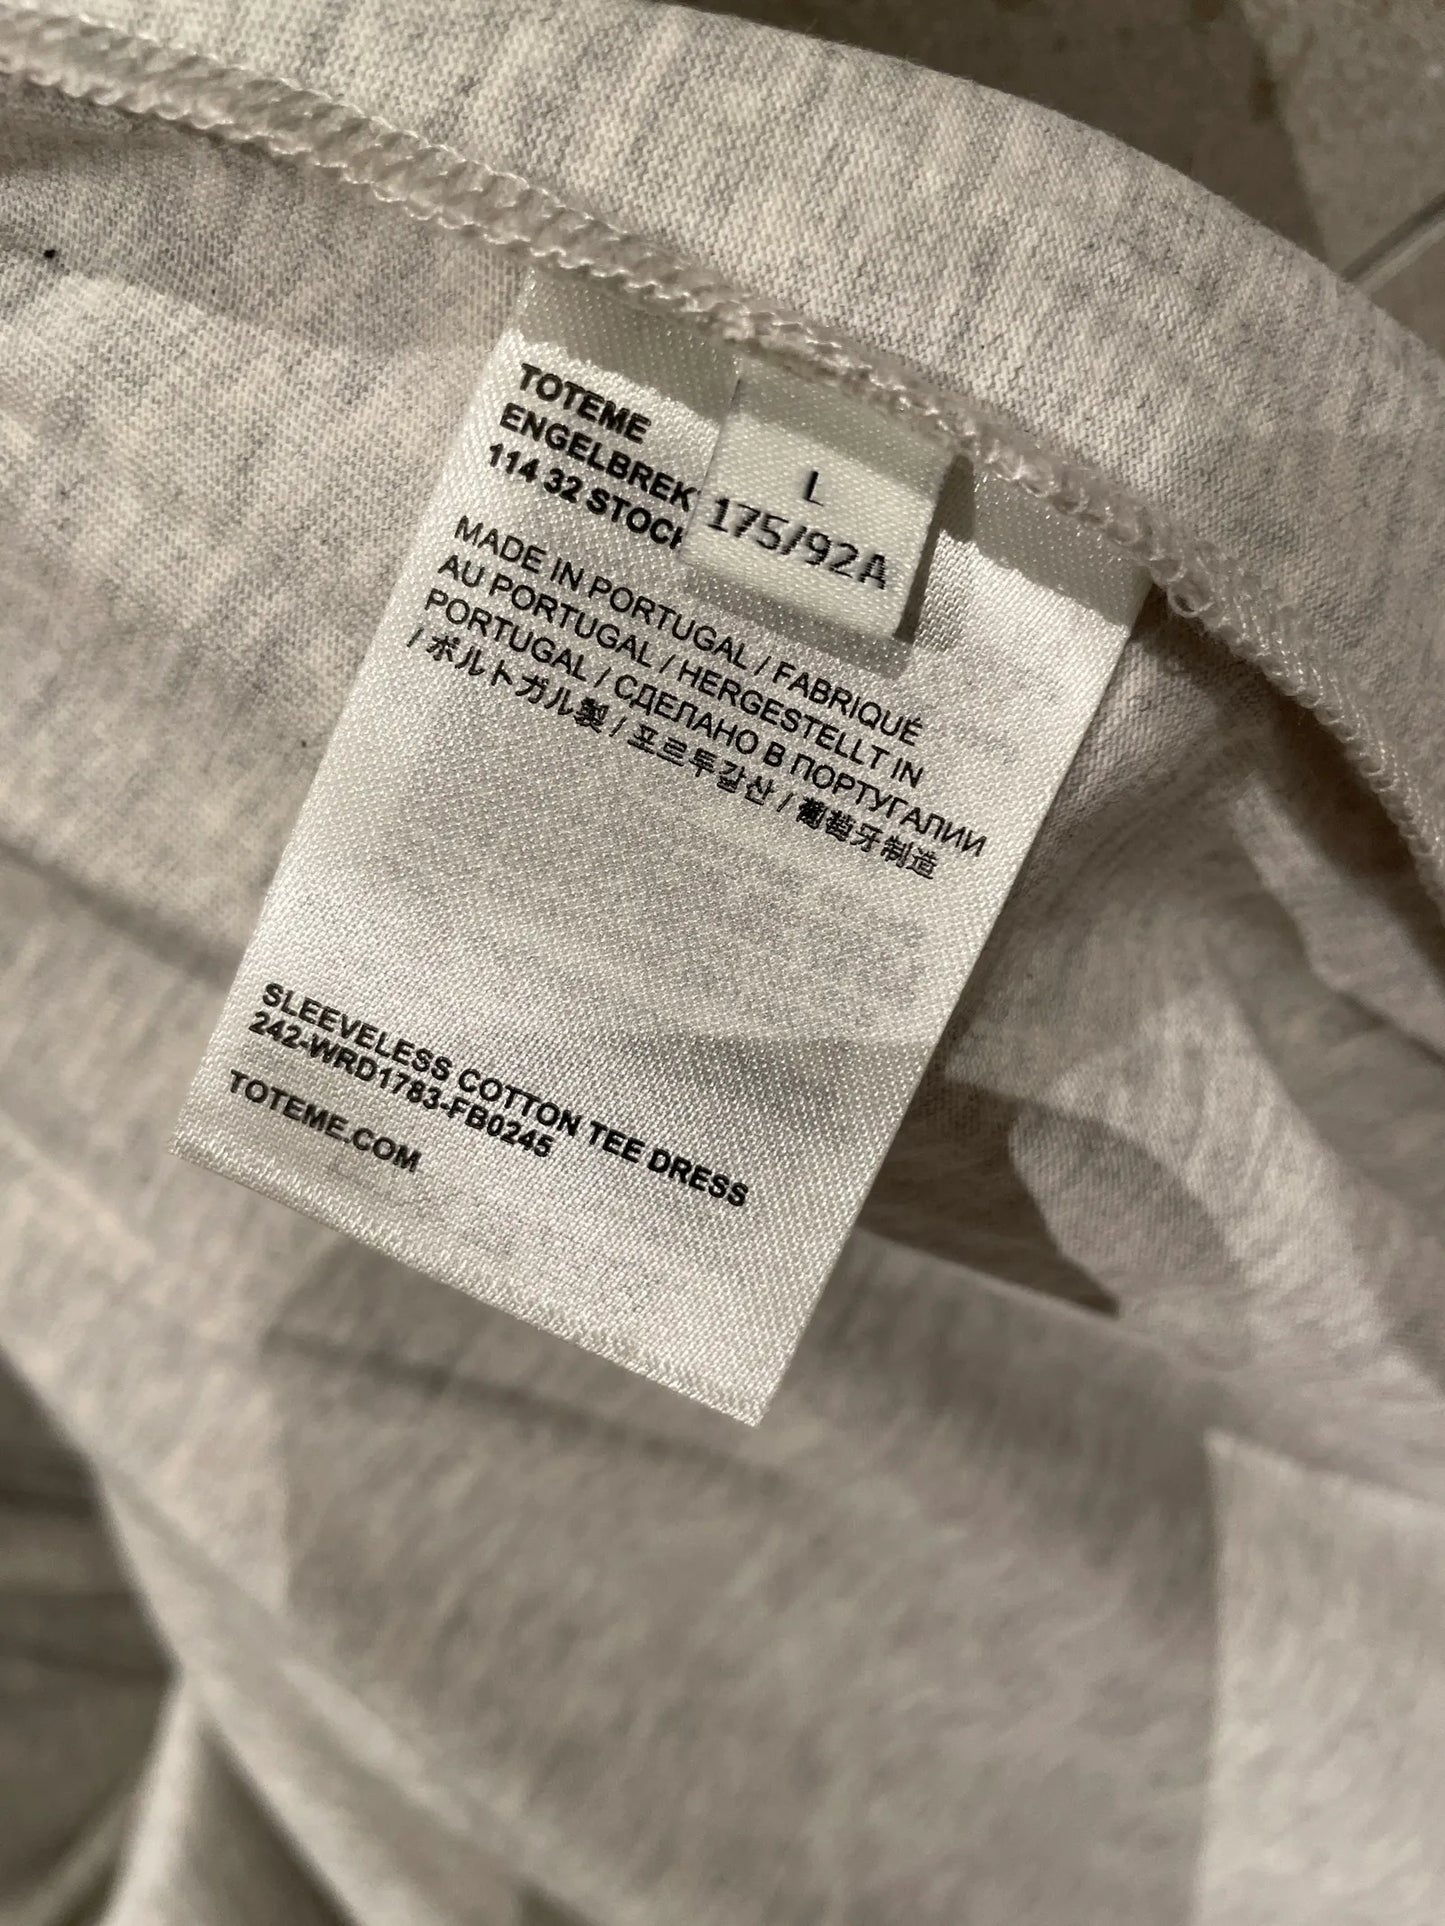 TOTEME
ENGELBREK
114 32 STOC
L
175/92A
MADE IN PORTUGAL / FABRIQUÉ
AU PORTUGAL / HERGESTELLT IN
PORTUGAL / СДЕЛАНО В ПОРТУГАЛИИ
/ ポルトガル製 / 포르투갈산 / 葡萄牙制造
SLEEVELESS COTTON TEE DRESS
242-WRD1783-FB0245
TOTEME.COM